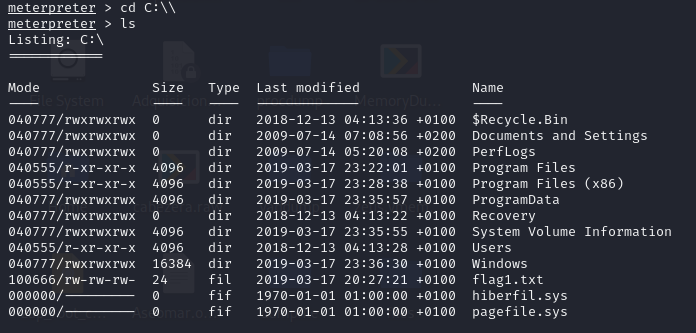 meterpreter > cd C:\\
meterpreter > ls
Listing: C:\
============
Mode Size Type Last modified Name
---- ---- ---- ------------- ----
040777/rwxrwxrwx 0 dir 2018-12-13 04:13:36 +0100 $Recycle.Bin
040777/rwxrwxrwx 0 dir 2009-07-14 07:08:56 +0200 Documents and Settings
040777/rwxrwxrwx 0 dir 2009-07-14 05:20:08 +0200 PerfLogs
040555/r-xr-xr-x 4096 dir 2019-03-17 23:22:01 +0100 Program Files
040555/r-xr-xr-x 4096 dir 2019-03-17 23:28:38 +0100 Program Files (x86)
040777/rwxrwxrwx 4096 dir 2019-03-17 23:35:57 +0100 ProgramData
040777/rwxrwxrwx 0 dir 2018-12-13 04:13:22 +0100 Recovery
040777/rwxrwxrwx 4096 dir 2019-03-17 23:35:55 +0100 System Volume Information
040555/r-xr-xr-x 4096 dir 2018-12-13 04:13:28 +0100 Users
040777/rwxrwxrwx 16384 dir 2019-03-17 23:36:30 +0100 Windows
100666/rw-rw-rw- 24 fil 2019-03-17 20:27:21 +0100 flag1.txt
000000/--------- 0 fif 1970-01-01 01:00:00 +0100 hiberfil.sys
000000/--------- 0 fif 1970-01-01 01:00:00 +0100 pagefile.sys